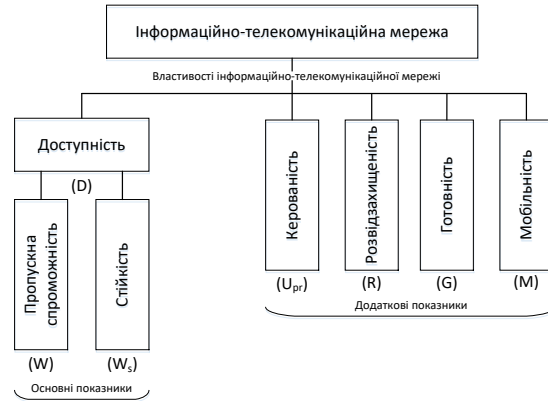 Інформаційно-телекомунікаційна мережа
Властивості інформаційно-телекомунікаційної мережі
Доступність
(D)
Пропускна
спроможність
(W)
Стійкість
(Wₛ)
Основні показники
Керованість
(Uₚᵣ)
Розвідзахищеність
(R)
Готовність
(G)
Мобільність
(M)
Додаткові показники